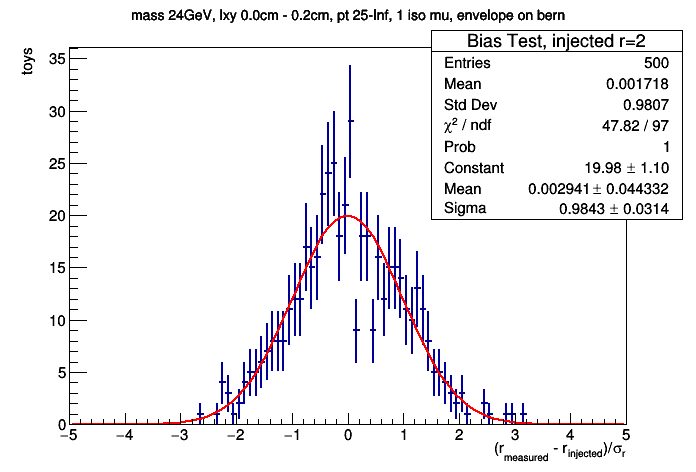 mass 24GeV, lxy 0.0cm - 0.2cm, pt 25-Inf, 1 iso mu, envelope on bern
toys
Bias Test, injected r=2
Entries 500
Mean 0.001718
Std Dev 0.9807
χ² / ndf 47.82 / 97
Prob 1
Constant 19.98 ± 1.10
Mean 0.002941 ± 0.044332
Sigma 0.9843 ± 0.0314
35
30
25
20
15
10
5
0
−5 −4 −3 −2 −1 0 1 2 3 4 5
(r_measured - r_injected)/σ_r